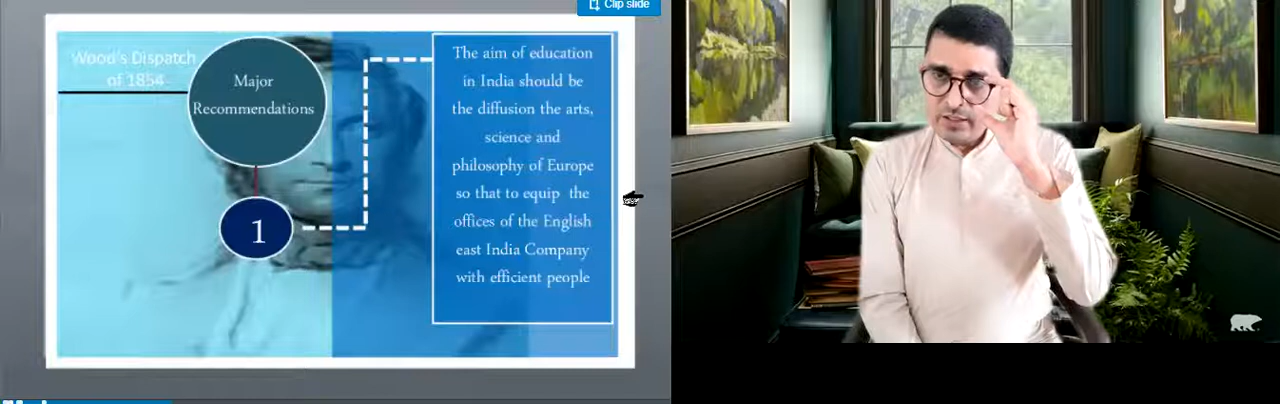 Clip slide
Wood's Dispatch
of 1854
Major
Recommendations
1
The aim of education
in India should be
the diffusion the arts,
science and
philosophy of Europe
so that to equip the
offices of the English
east India Company
with efficient people